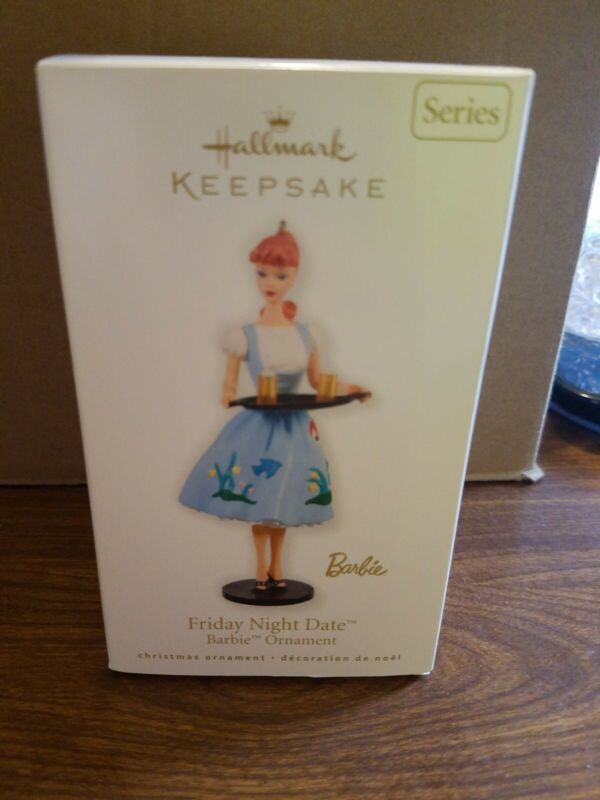 Series
Hallmark
KEEPSAKE
Barbie
Friday Night Date™
Barbie™ Ornament
christmas ornament • décoration de noël